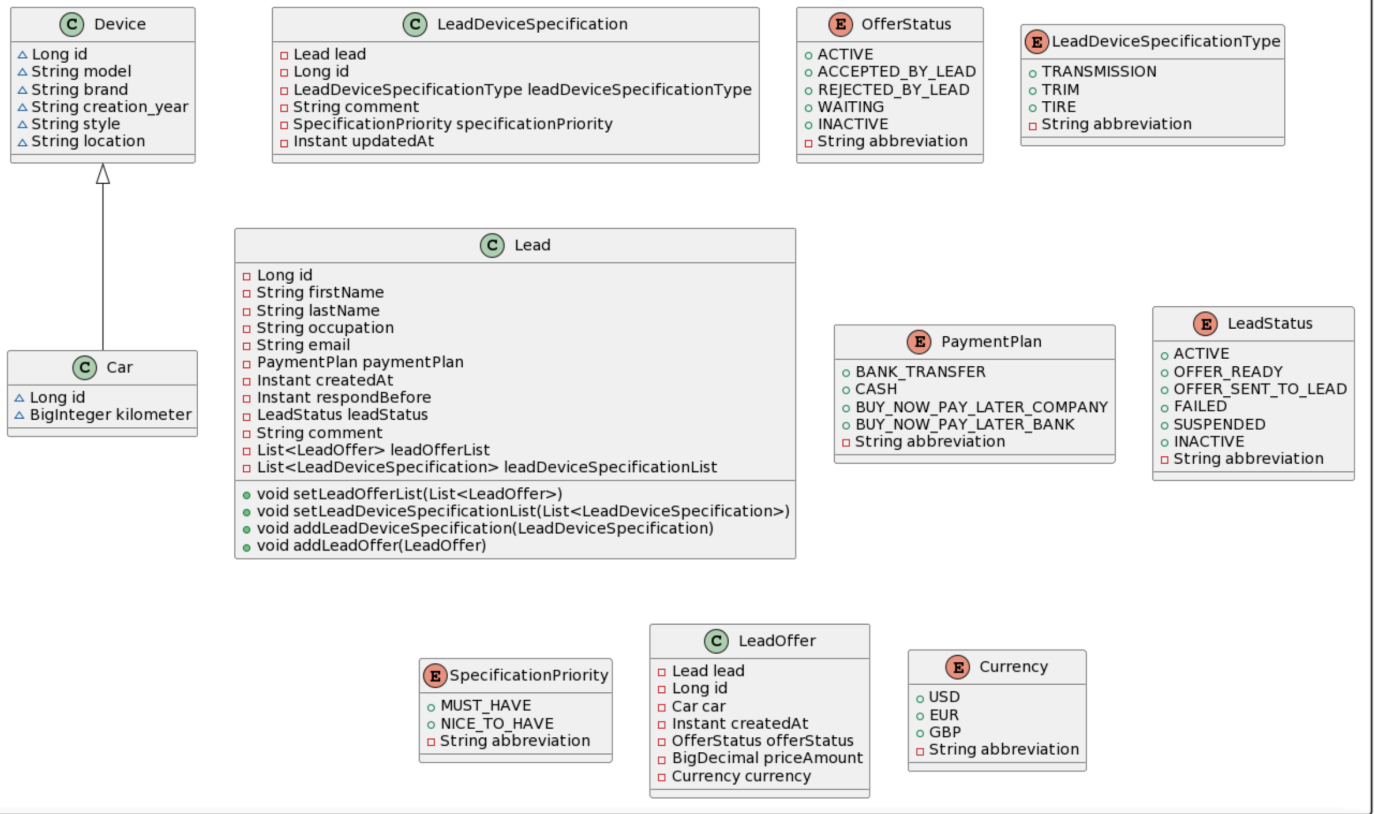 C Device
Long id
String model
String brand
String creation_year
String style
String location
C LeadDeviceSpecification
Lead lead
Long id
LeadDeviceSpecificationType leadDeviceSpecificationType
String comment
SpecificationPriority specificationPriority
Instant updatedAt
E OfferStatus
ACTIVE
ACCEPTED_BY_LEAD
REJECTED_BY_LEAD
WAITING
INACTIVE
String abbreviation
E LeadDeviceSpecificationType
TRANSMISSION
TRIM
TIRE
String abbreviation
C Car
Long id
BigInteger kilometer
C Lead
Long id
String firstName
String lastName
String occupation
String email
PaymentPlan paymentPlan
Instant createdAt
Instant respondBefore
LeadStatus leadStatus
String comment
List<LeadOffer> leadOfferList
List<LeadDeviceSpecification> leadDeviceSpecificationList
void setLeadOfferList(List<LeadOffer>)
void setLeadDeviceSpecificationList(List<LeadDeviceSpecification>)
void addLeadDeviceSpecification(LeadDeviceSpecification)
void addLeadOffer(LeadOffer)
E PaymentPlan
BANK_TRANSFER
CASH
BUY_NOW_PAY_LATER_COMPANY
BUY_NOW_PAY_LATER_BANK
String abbreviation
E LeadStatus
ACTIVE
OFFER_READY
OFFER_SENT_TO_LEAD
FAILED
SUSPENDED
INACTIVE
String abbreviation
E SpecificationPriority
MUST_HAVE
NICE_TO_HAVE
String abbreviation
C LeadOffer
Lead lead
Long id
Car car
Instant createdAt
OfferStatus offerStatus
BigDecimal priceAmount
Currency currency
E Currency
USD
EUR
GBP
String abbreviation